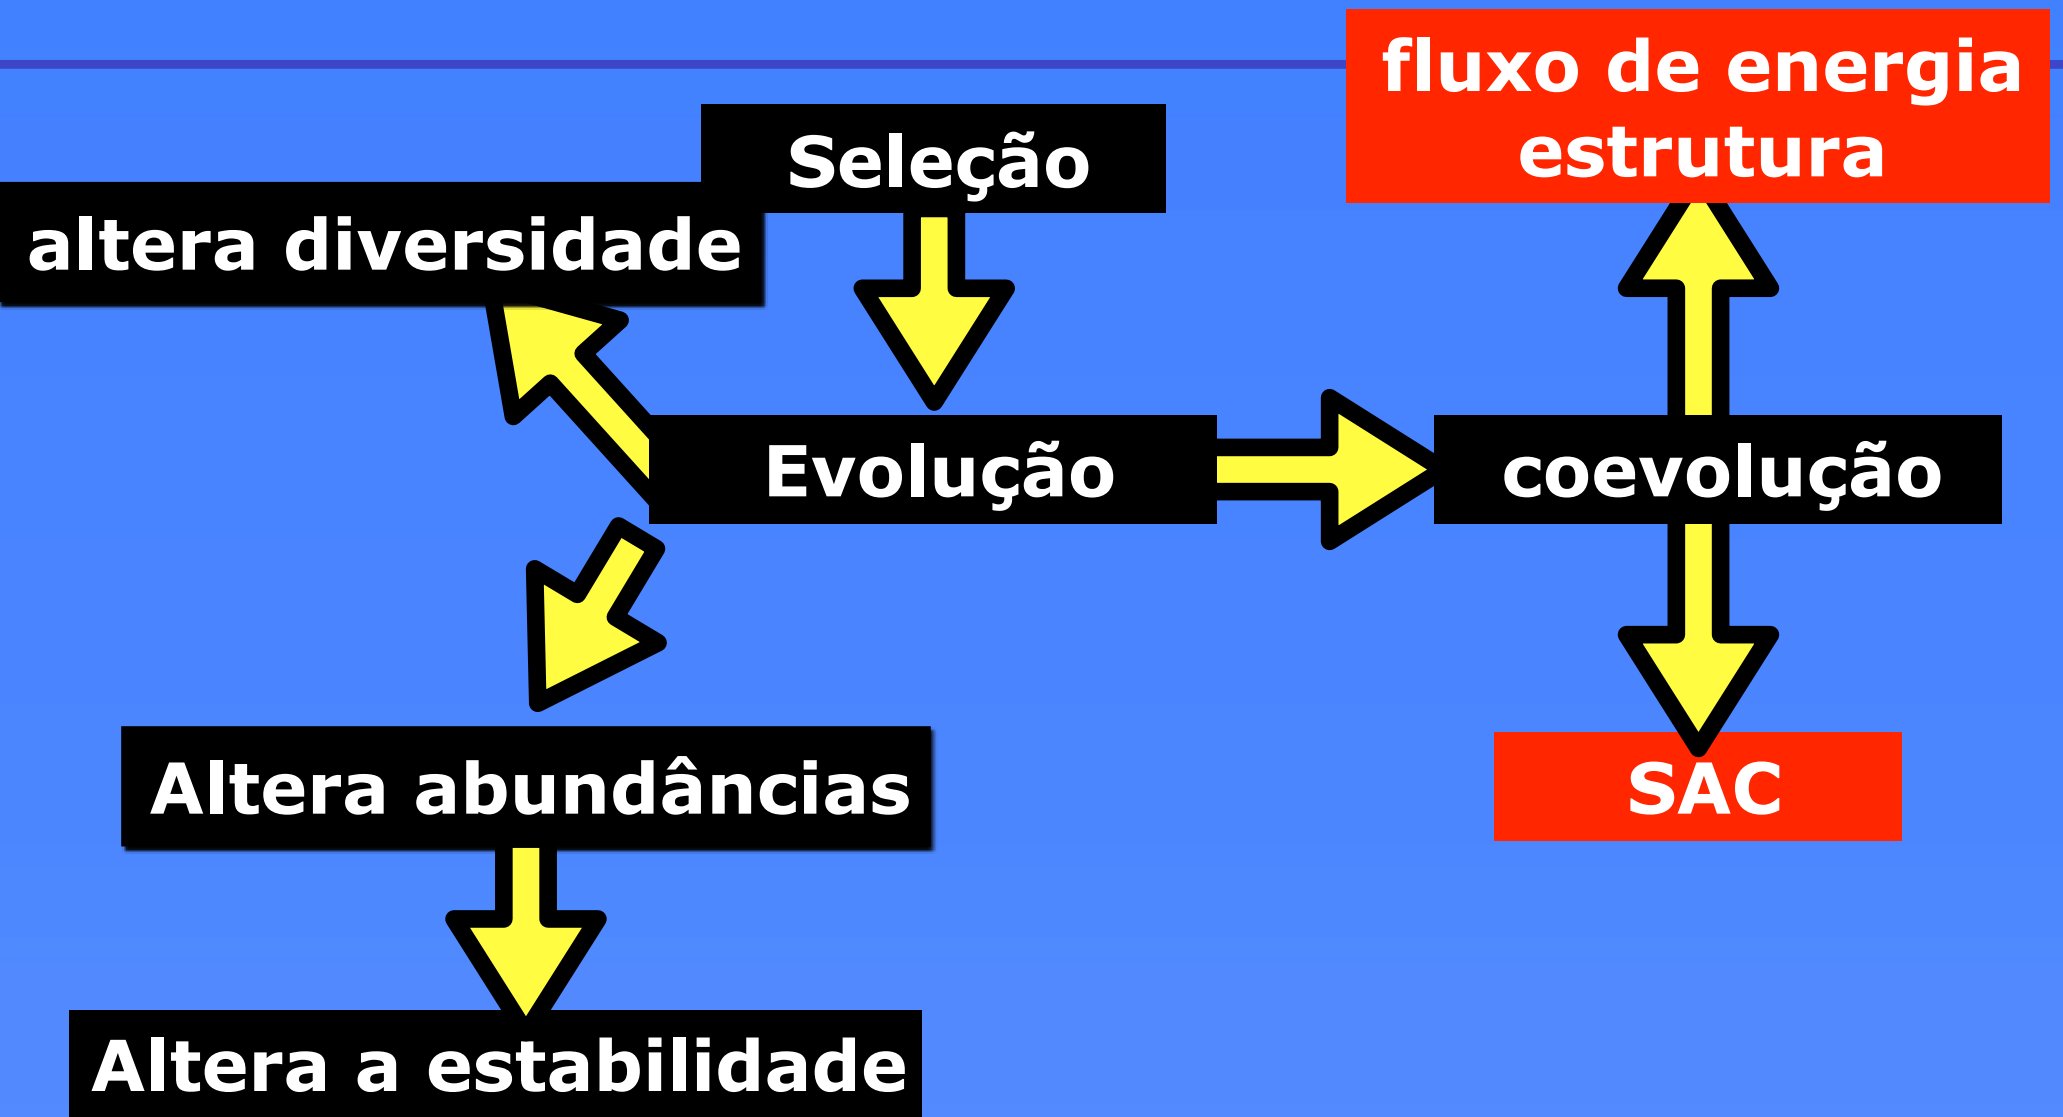 fluxo de energia
estrutura
Seleção
altera diversidade
Evolução
coevolução
Altera abundâncias
SAC
Altera a estabilidade